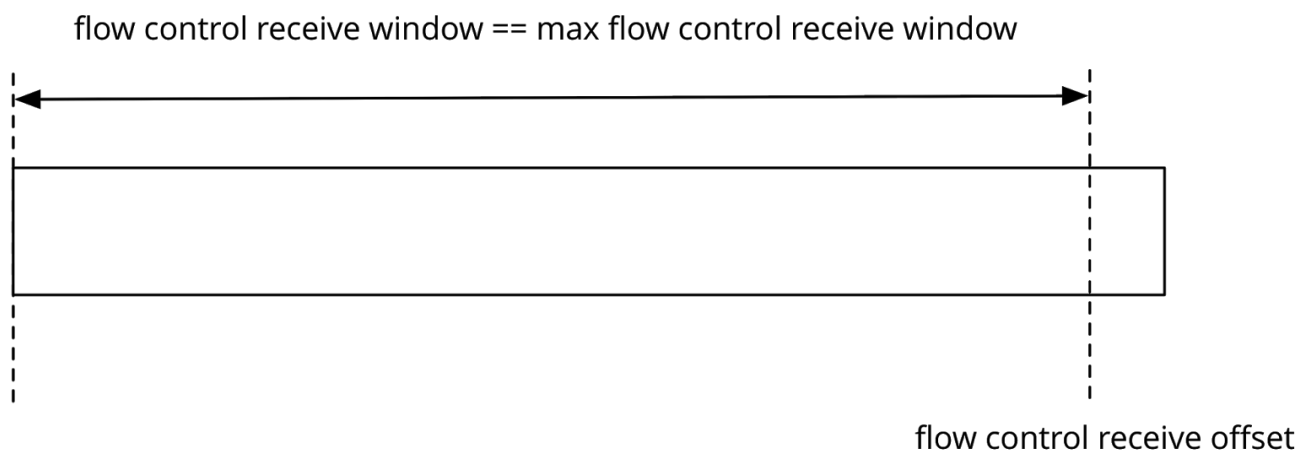 flow control receive window == max flow control receive window
flow control receive offset